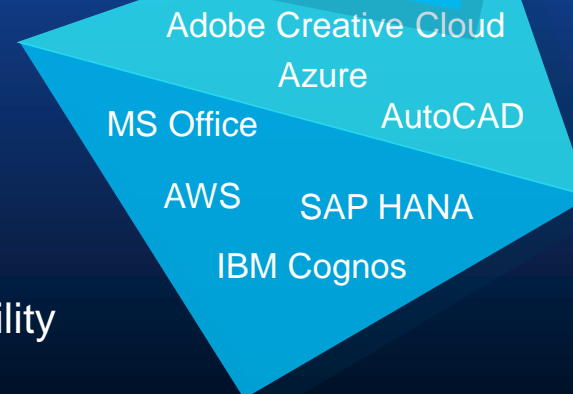 Adobe Creative Cloud
Azure
AutoCAD
MS Office
AWS
SAP HANA
IBM Cognos
ility